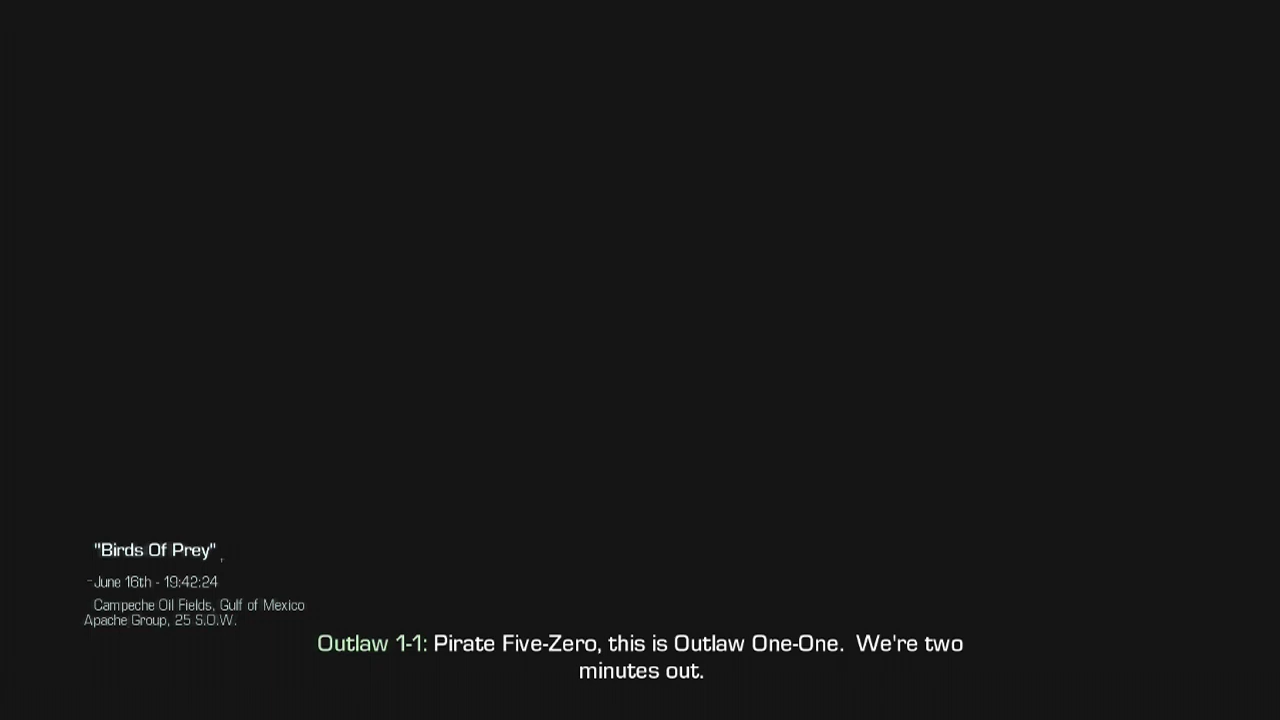 "Birds Of Prey"
June 16th - 19:42:24
Campeche Oil Fields, Gulf of Mexico
Apache Group, 25 S.O.W.
Outlaw 1-1: Pirate Five-Zero, this is Outlaw One-One. We're two
minutes out.